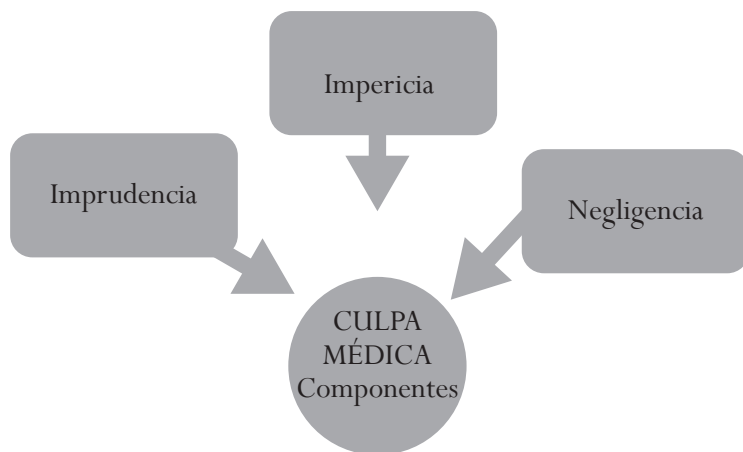 Impericia
Imprudencia
Negligencia
CULPA
MÉDICA
Componentes